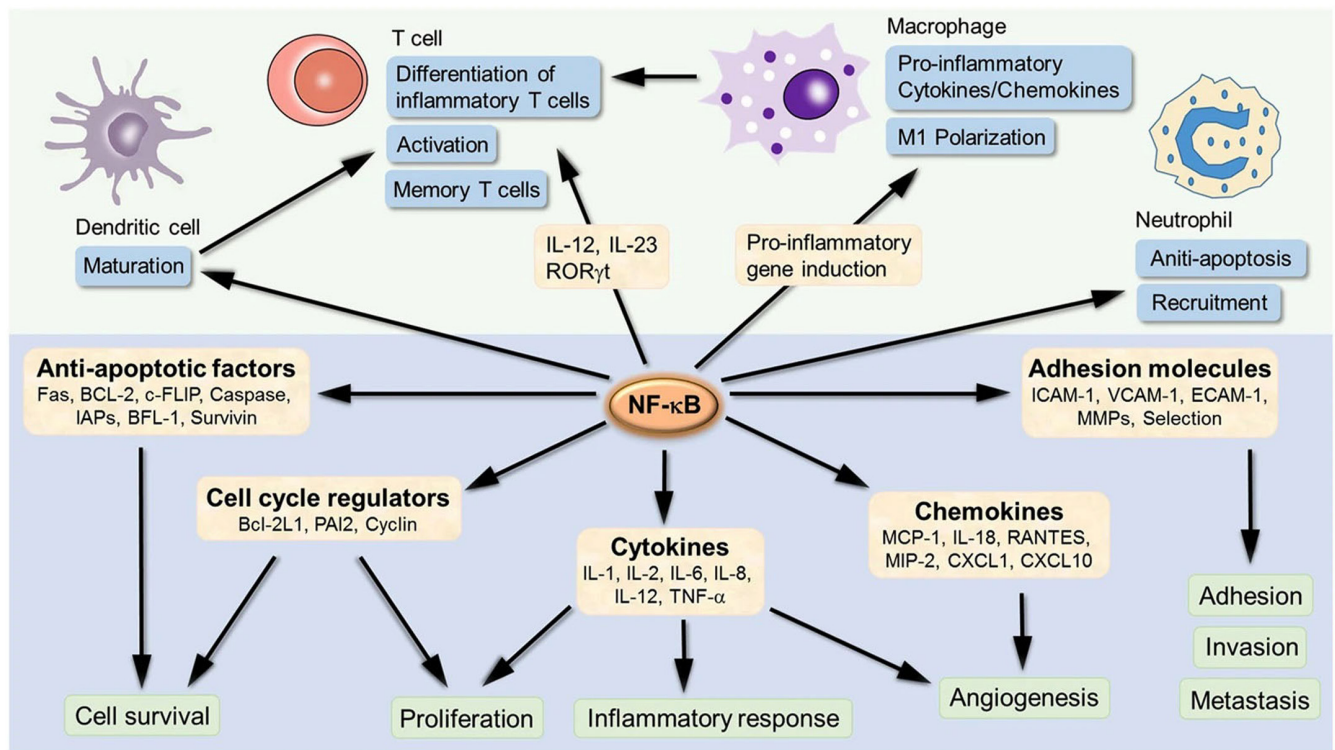 T cell
Differentiation of
inflammatory T cells
Activation
Memory T cells
Macrophage
Pro-inflammatory
Cytokines/Chemokines
M1 Polarization
Dendritic cell
Maturation
IL-12, IL-23
RORγt
Pro-inflammatory
gene induction
Neutrophil
Aniti-apoptosis
Recruitment
Anti-apoptotic factors
Fas, BCL-2, c-FLIP, Caspase,
IAPs, BFL-1, Survivin
NF-κB
Adhesion molecules
ICAM-1, VCAM-1, ECAM-1,
MMPs, Selection
Cell cycle regulators
Bcl-2L1, PAI2, Cyclin
Cytokines
IL-1, IL-2, IL-6, IL-8,
IL-12, TNF-α
Chemokines
MCP-1, IL-18, RANTES,
MIP-2, CXCL1, CXCL10
Adhesion
Invasion
Metastasis
Cell survival
Proliferation
Inflammatory response
Angiogenesis